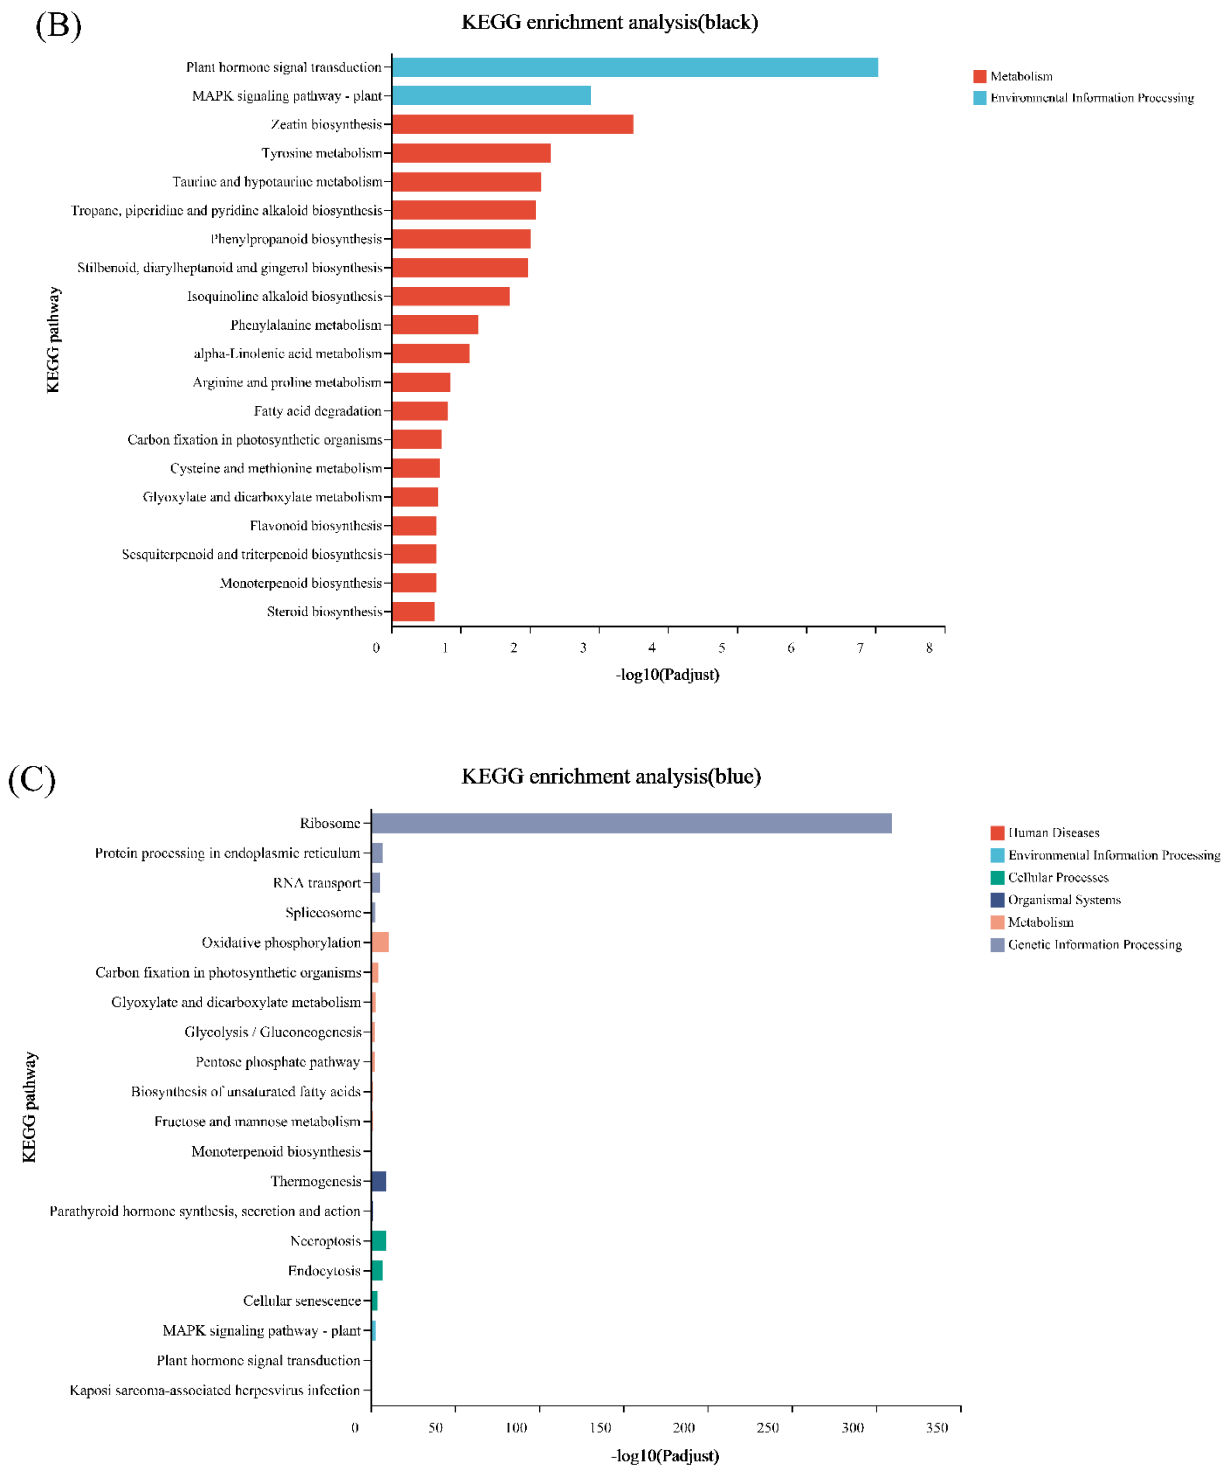 (B)
KEGG enrichment analysis(black)
Plant hormone signal transduction
MAPK signaling pathway - plant
Zeatin biosynthesis
Tyrosine metabolism
Taurine and hypotaurine metabolism
Tropane, piperidine and pyridine alkaloid biosynthesis
Phenylpropanoid biosynthesis
Stilbenoid, diarylheptanoid and gingerol biosynthesis
Isoquinoline alkaloid biosynthesis
Phenylalanine metabolism
alpha-Linolenic acid metabolism
Arginine and proline metabolism
Fatty acid degradation
Carbon fixation in photosynthetic organisms
Cysteine and methionine metabolism
Glyoxylate and dicarboxylate metabolism
Flavonoid biosynthesis
Sesquiterpenoid and triterpenoid biosynthesis
Monoterpenoid biosynthesis
Steroid biosynthesis
KEGG pathway
0 1 2 3 4 5 6 7 8
-log10(Padjust)
Metabolism
Environmental Information Processing
(C)
KEGG enrichment analysis(blue)
Ribosome
Protein processing in endoplasmic reticulum
RNA transport
Spliceosome
Oxidative phosphorylation
Carbon fixation in photosynthetic organisms
Glyoxylate and dicarboxylate metabolism
Glycolysis / Gluconeogenesis
Pentose phosphate pathway
Biosynthesis of unsaturated fatty acids
Fructose and mannose metabolism
Monoterpenoid biosynthesis
Thermogenesis
Parathyroid hormone synthesis, secretion and action
Necroptosis
Endocytosis
Cellular senescence
MAPK signaling pathway - plant
Plant hormone signal transduction
Kaposi sarcoma-associated herpesvirus infection
KEGG pathway
0 50 100 150 200 250 300 350
-log10(Padjust)
Human Diseases
Environmental Information Processing
Cellular Processes
Organismal Systems
Metabolism
Genetic Information Processing